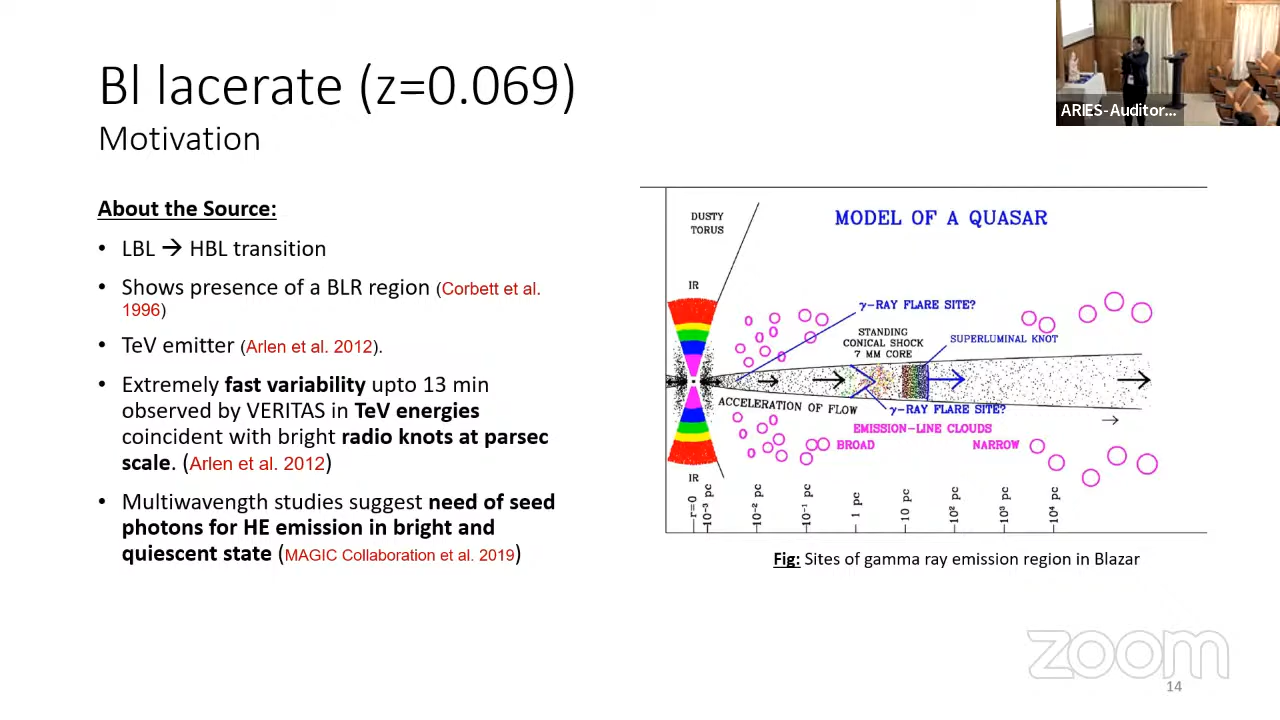 Bl lacerate (z=0.069)
Motivation
ARIES-Auditor...
About the Source:
• LBL → HBL transition
• Shows presence of a BLR region (Corbett et al.
1996)
• TeV emitter (Arlen et al. 2012).
• Extremely fast variability upto 13 min
observed by VERITAS in TeV energies
coincident with bright radio knots at parsec
scale. (Arlen et al. 2012)
• Multiwavength studies suggest need of seed
photons for HE emission in bright and
quiescent state (MAGIC Collaboration et al. 2019)
DUSTY
TORUS
MODEL OF A QUASAR
IR
γ-RAY FLARE SITE?
STANDING
CONICAL SHOCK
7 MM CORE
SUPERLUMINAL KNOT
ACCELERATION OF FLOW
γ-RAY FLARE SITE?
EMISSION-LINE CLOUDS
BROAD
NARROW
IR
r=0
10⁻³ pc
10⁻² pc
10⁻¹ pc
1 pc
10 pc
10² pc
10³ pc
10⁴ pc
Fig: Sites of gamma ray emission region in Blazar
zoom
14